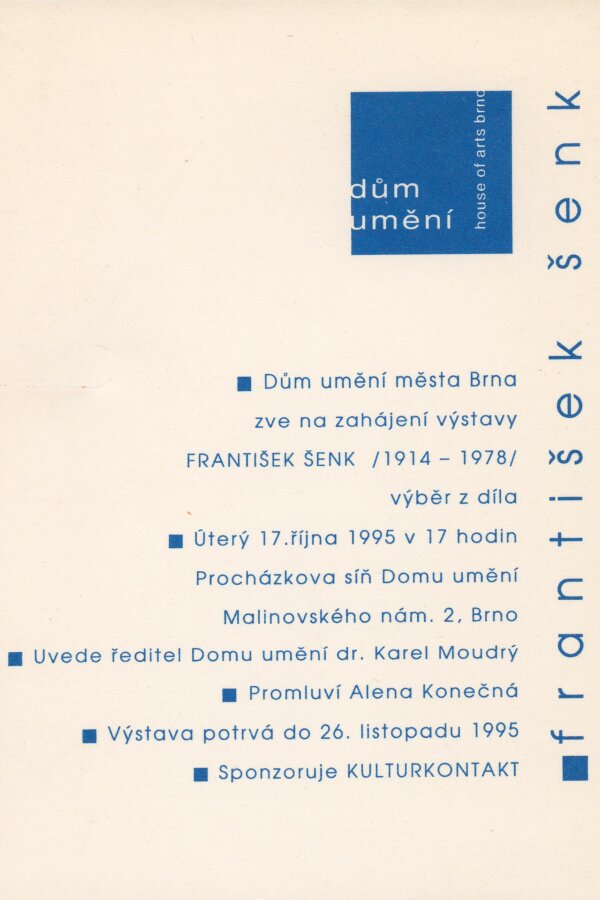 dům
umění
house of arts brno
františek šenk
Dům umění města Brna
zve na zahájení výstavy
FRANTIŠEK ŠENK /1914 – 1978/
výběr z díla
Úterý 17.října 1995 v 17 hodin
Procházkova síň Domu umění
Malinovského nám. 2, Brno
Uvede ředitel Domu umění dr. Karel Moudrý
Promluví Alena Konečná
Výstava potrvá do 26. listopadu 1995
Sponzoruje KULTURKONTAKT